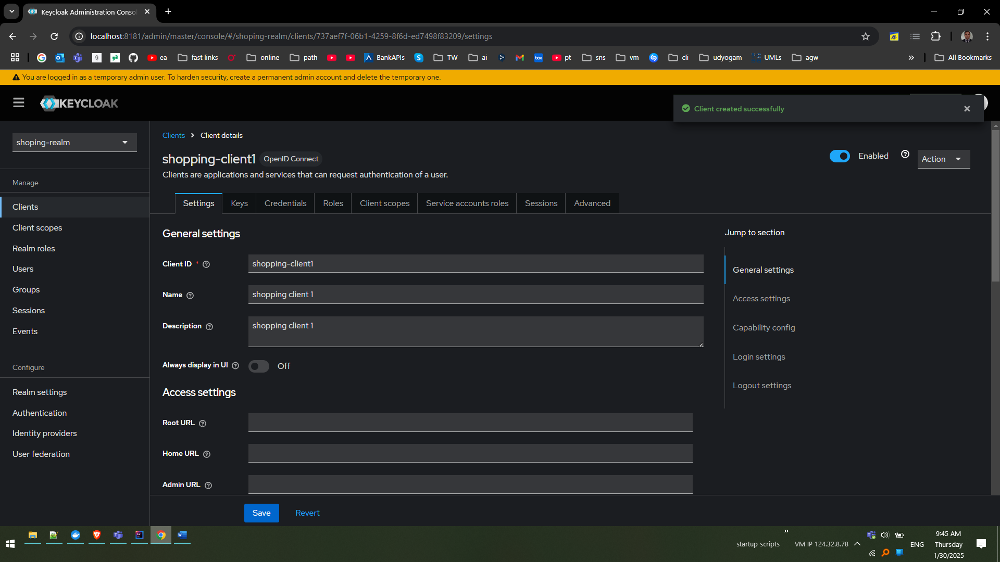 Keycloak Administration Conso
localhost:8181/admin/master/console/#/shoping-realm/clients/737aef7f-06b1-4259-8f6d-ed7498f83209/settings
ea
fast links
online
path
BankAPIs
TW
ai
pt
sns
vm
cli
udyogam
UMLs
agw
All Bookmarks
You are logged in as a temporary admin user. To harden security, create a permanent admin account and delete the temporary one.
KEYCLOAK
Client created successfully
shoping-realm
Manage
Clients
Client scopes
Realm roles
Users
Groups
Sessions
Events
Configure
Realm settings
Authentication
Identity providers
User federation
Clients > Client details
shopping-client1 OpenID Connect
Enabled
Action
Clients are applications and services that can request authentication of a user.
Settings
Keys
Credentials
Roles
Client scopes
Service accounts roles
Sessions
Advanced
General settings
Client ID *
shopping-client1
Name
shopping client 1
Description
shopping client 1
Always display in UI
Off
Access settings
Root URL
Home URL
Admin URL
Save
Revert
Jump to section
General settings
Access settings
Capability config
Login settings
Logout settings
startup scripts
VM IP 124.32.8.78
ENG
9:45 AM
Thursday
1/30/2025